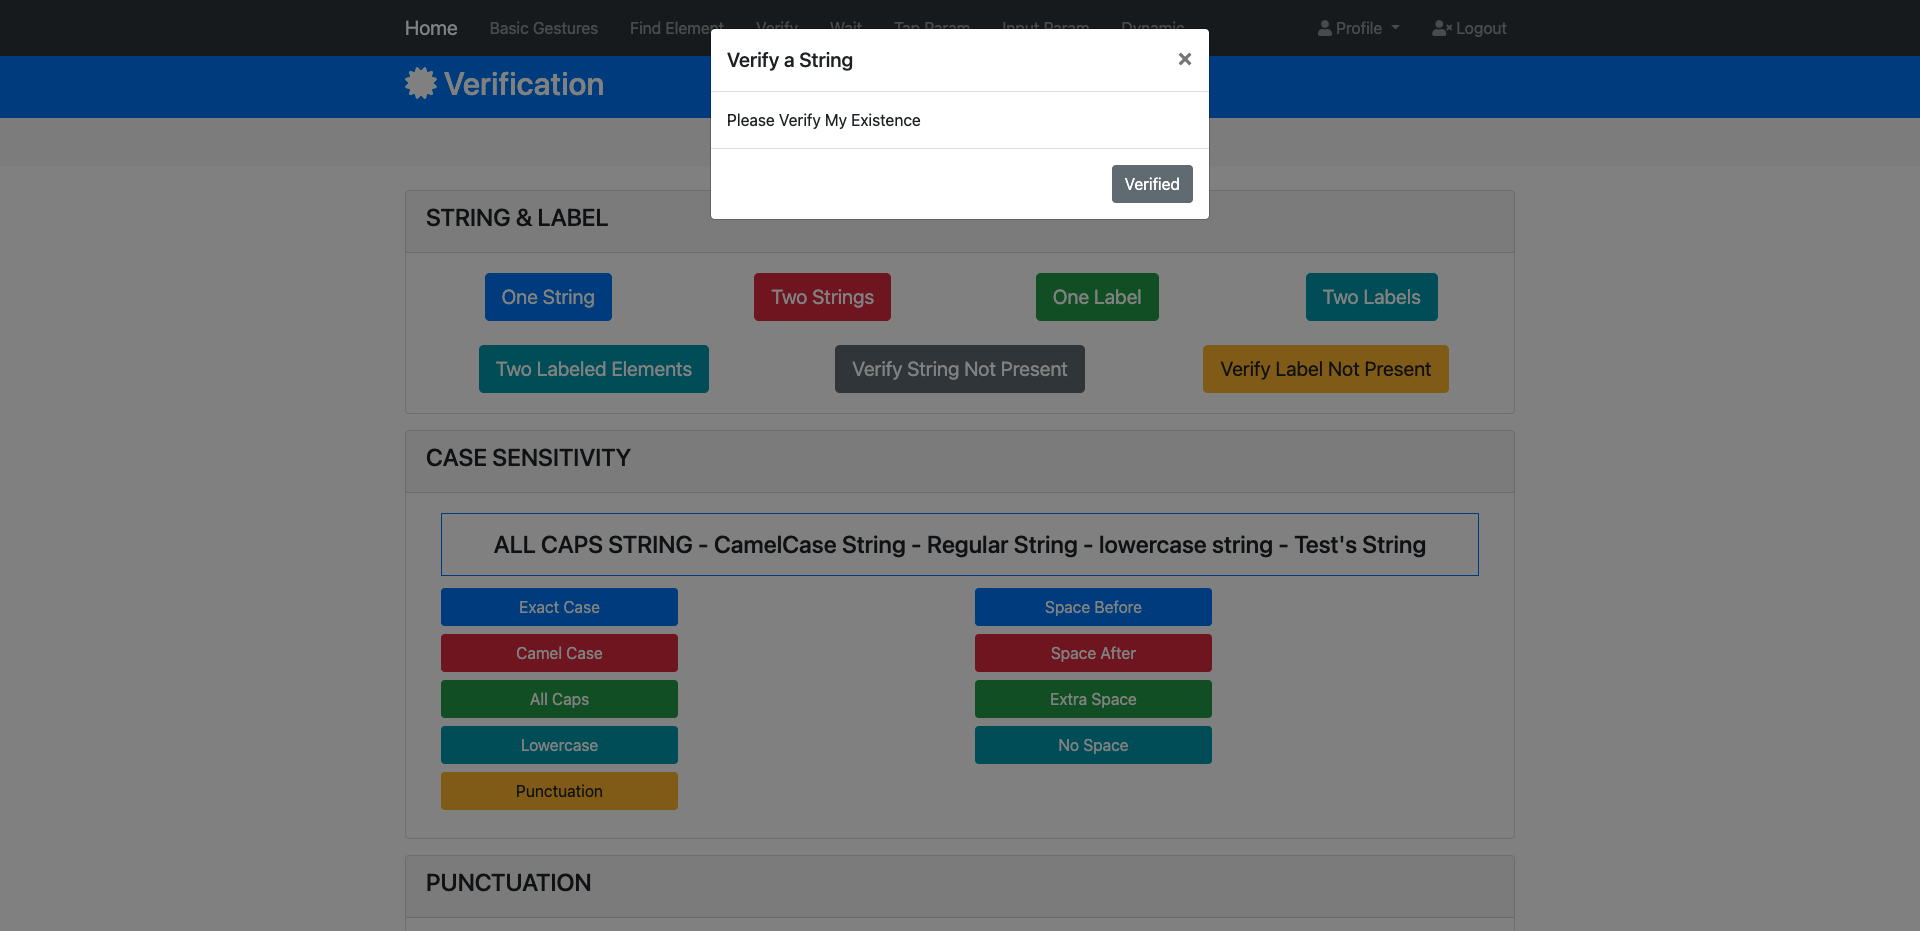 Home Basic Gestures Find Element Verify Wait Tap Param Input Param Dynamic Profile Logout
Verification
Verify a String ×
Please Verify My Existence
Verified
STRING & LABEL
One String Two Strings One Label Two Labels
Two Labeled Elements Verify String Not Present Verify Label Not Present
CASE SENSITIVITY
ALL CAPS STRING - CamelCase String - Regular String - lowercase string - Test's String
Exact Case Space Before
Camel Case Space After
All Caps Extra Space
Lowercase No Space
Punctuation
PUNCTUATION